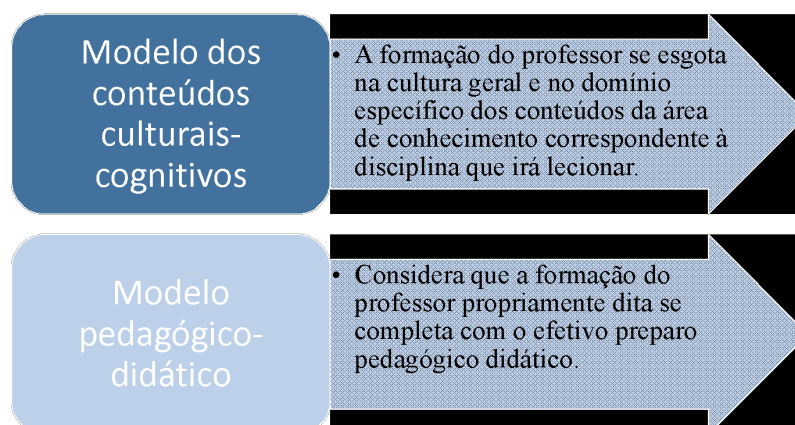 Modelo dos
conteúdos
culturais-
cognitivos
• A formação do professor se esgota
na cultura geral e no domínio
específico dos conteúdos da área
de conhecimento correspondente à
disciplina que irá lecionar.
Modelo
pedagógico-
didático
• Considera que a formação do
professor propriamente dita se
completa com o efetivo preparo
pedagógico didático.